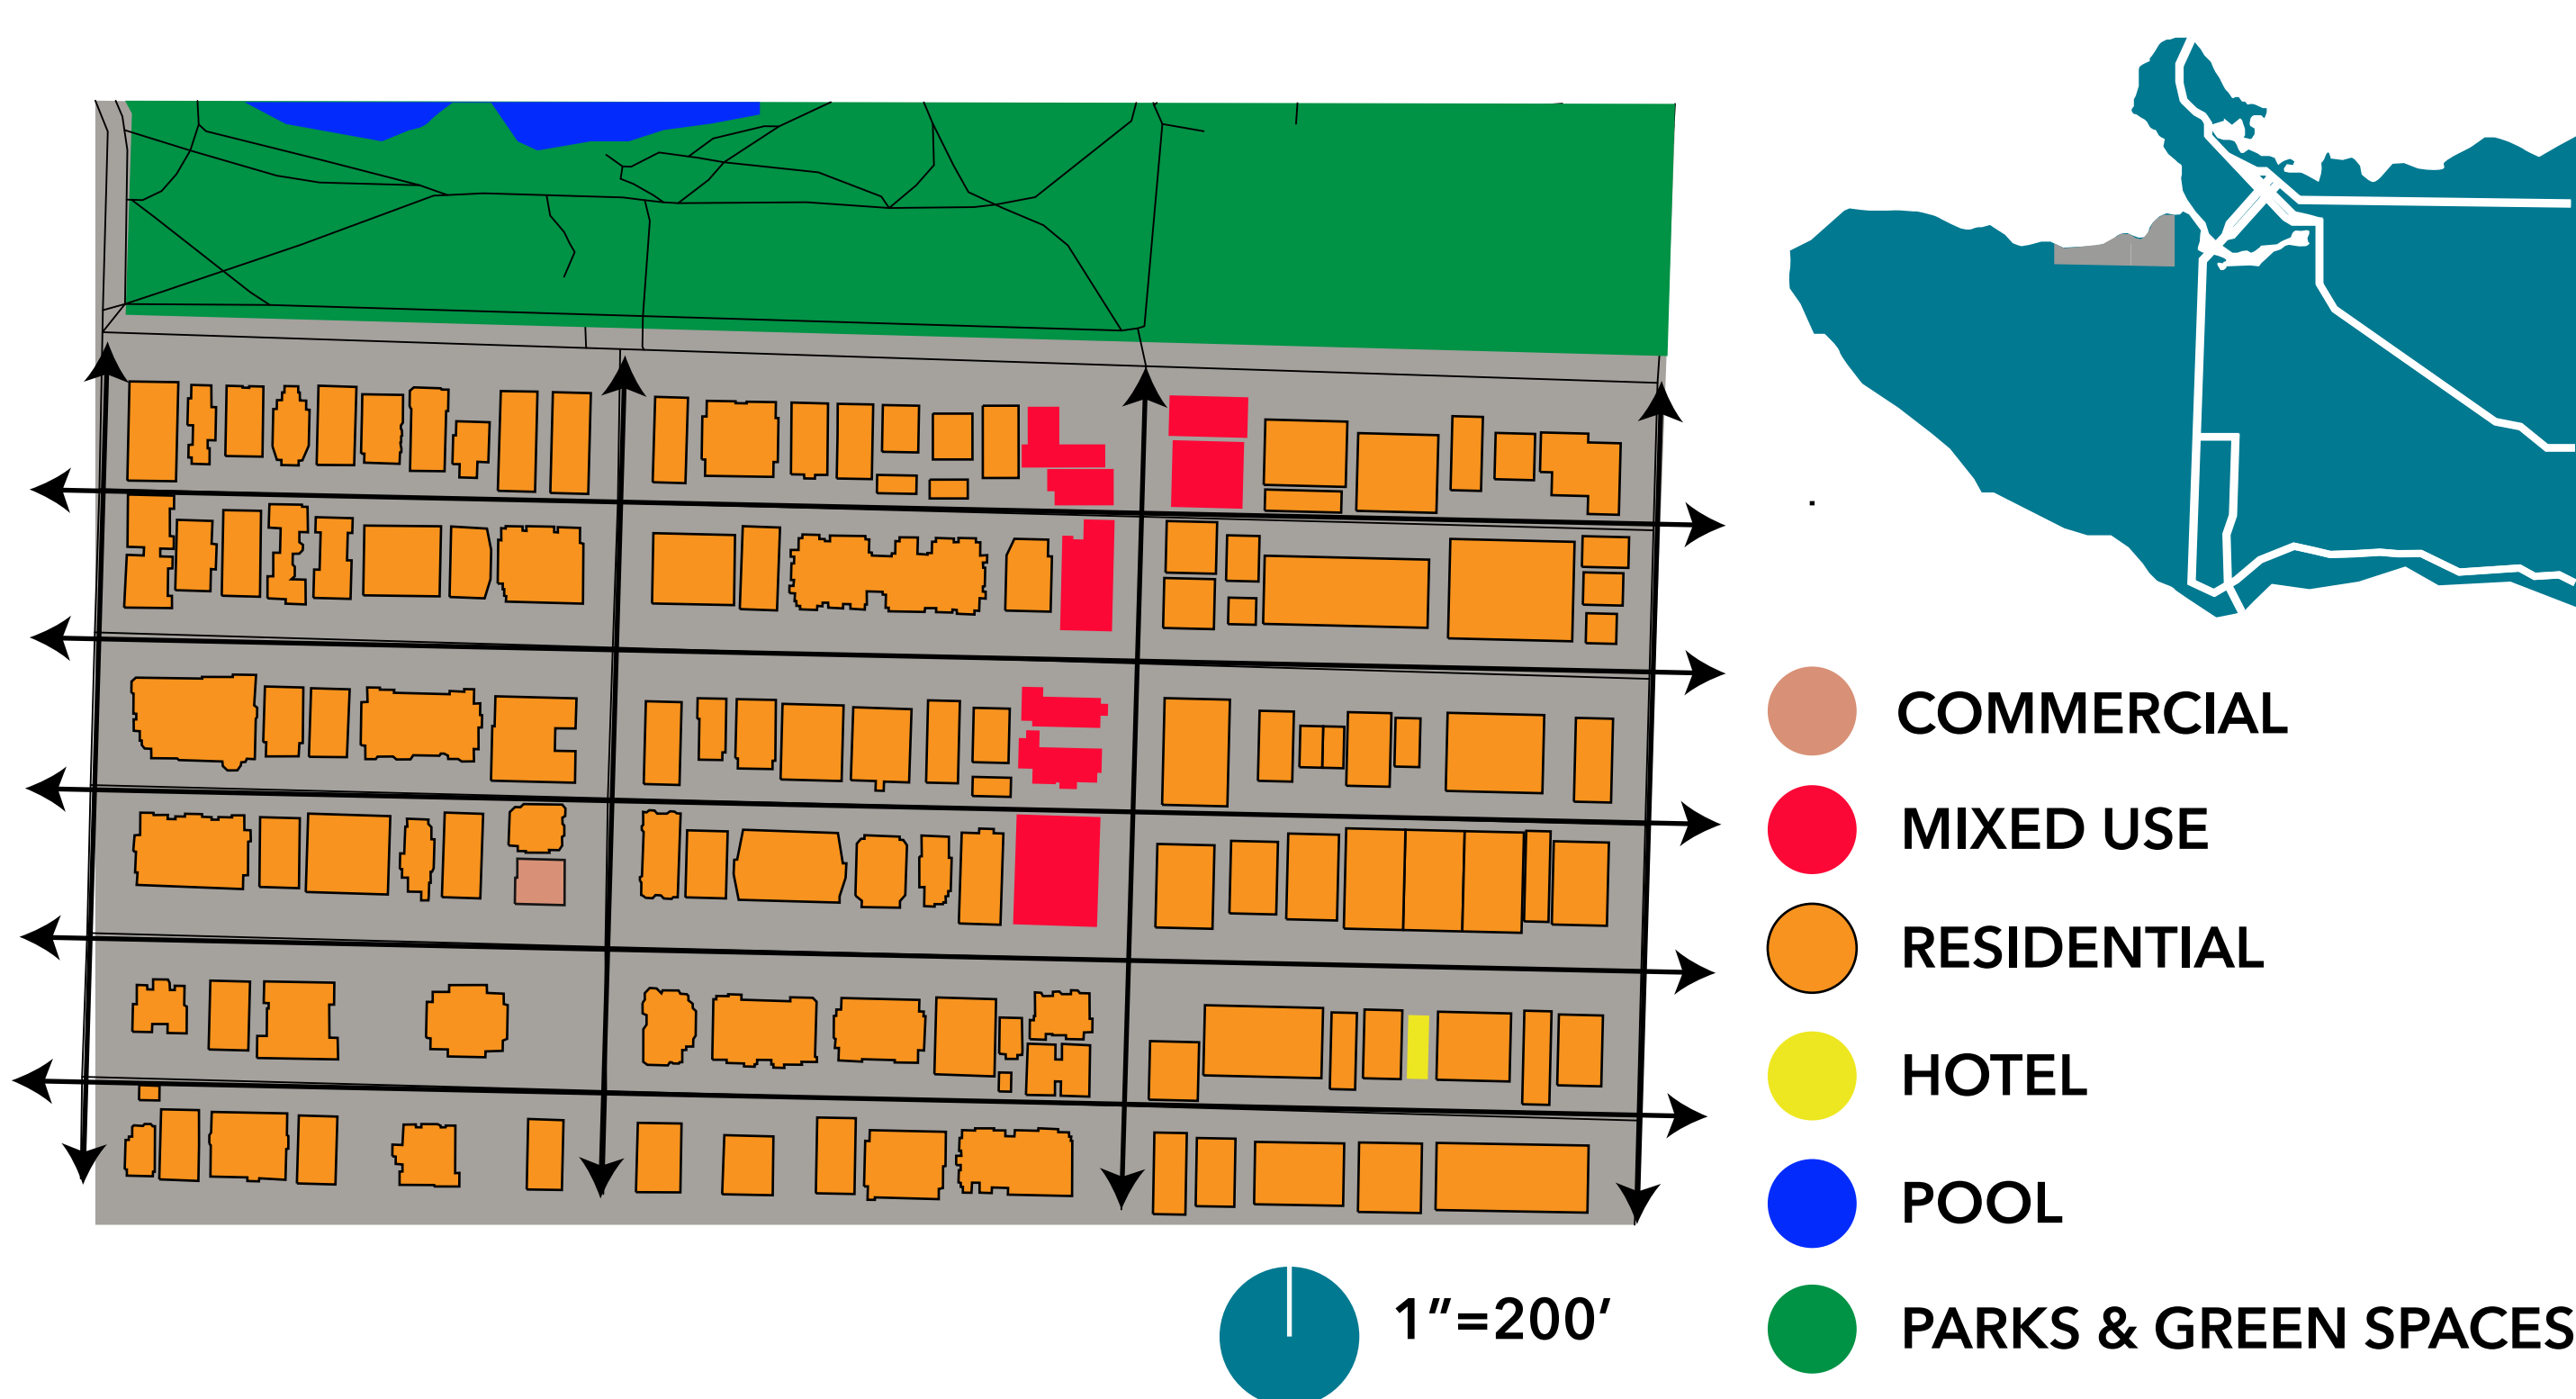 COMMERCIAL
MIXED USE
RESIDENTIAL
HOTEL
POOL
PARKS & GREEN SPACES
1”=200’